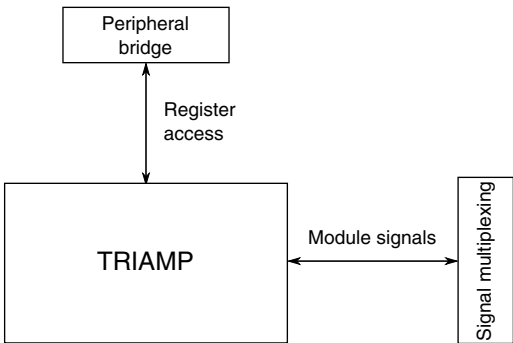 Peripheral
bridge
Register
access
TRIAMP
Module signals
Signal multiplexing